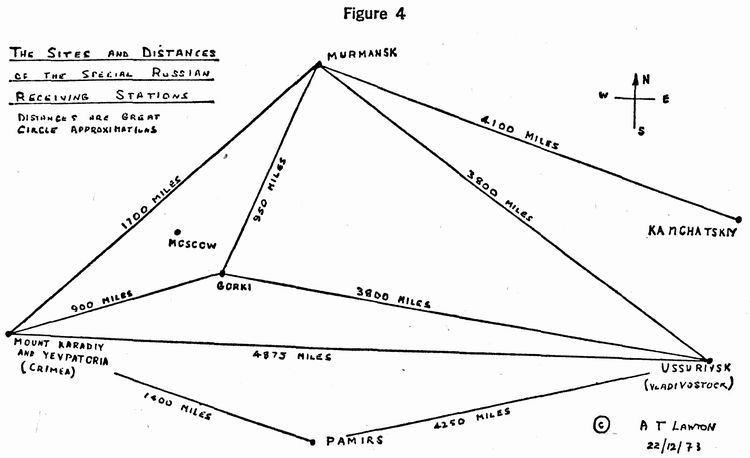 Figure 4
THE SITES AND DISTANCES
OF THE SPECIAL RUSSIAN
RECEIVING STATIONS
DISTANCES ARE GREAT
CIRCLE APPROXIMATIONS
MURMANSK
N
W E
S
4100 MILES
1700 MILES
950 MILES
3800 MILES
KAMCHATSKIY
MOSCOW
GORKI
900 MILES
3800 MILES
MOUNT KARADIY
AND YEVPATORIA
(CRIMEA)
4875 MILES
USSURIYSK
(VLADIVOSTOCK)
1400 MILES
4250 MILES
PAMIRS
© A T LAWTON
22/12/73